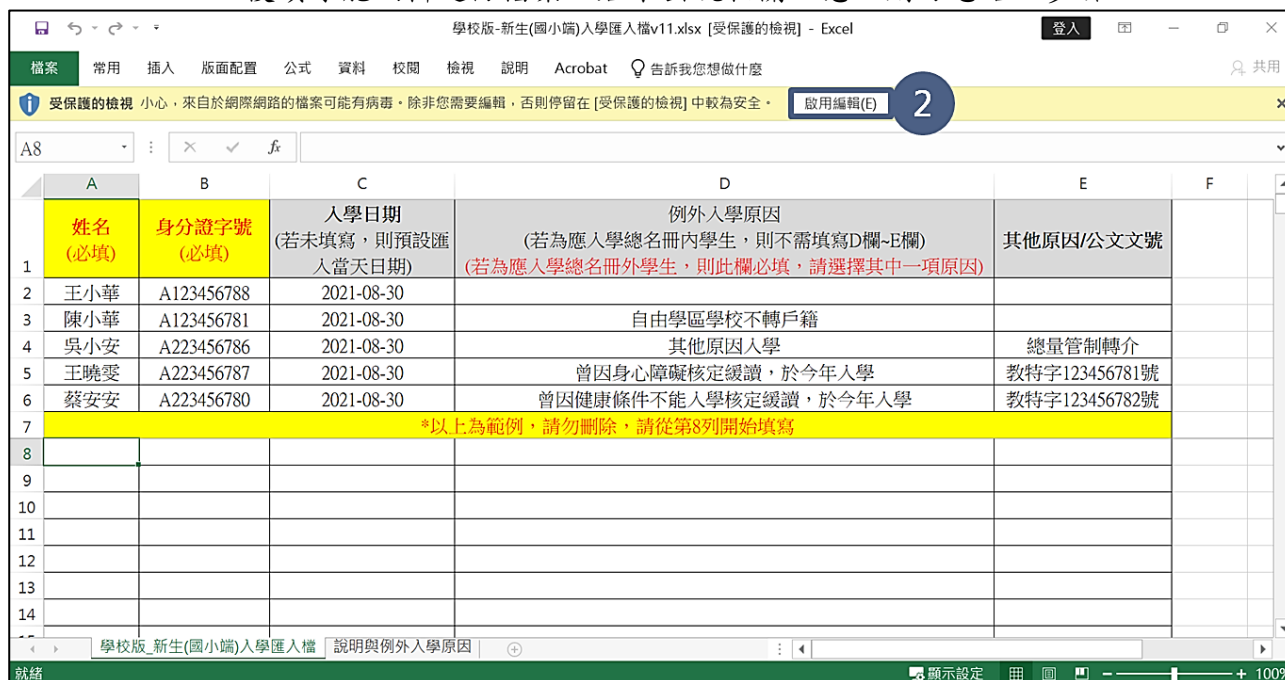 學校版-新生(國小端)入學匯入檔v11.xlsx [受保護的檢視] - Excel 登入
檔案 常用 插入 版面配置 公式 資料 校閱 檢視 說明 Acrobat 告訴我您想做什麼 共用
受保護的檢視 小心，來自於網際網路的檔案可能有病毒。除非您需要編輯，否則停留在 [受保護的檢視] 中較為安全。 啟用編輯(E) 2
A8 fx
A B C D E F
1 姓名 (必填) 身分證字號 (必填) 入學日期 (若未填寫，則預設匯入當天日期) 例外入學原因 (若為應入學總名冊內學生，則不需填寫D欄~E欄) (若為應入學總名冊外學生，則此欄必填，請選擇其中一項原因) 其他原因/公文文號
2 王小華 A123456788 2021-08-30
3 陳小華 A123456781 2021-08-30 自由學區學校不轉戶籍
4 吳小安 A223456786 2021-08-30 其他原因入學 總量管制轉介
5 王曉雯 A223456787 2021-08-30 曾因身心障礙核定緩讀，於今年入學 教特字123456781號
6 蔡安安 A223456780 2021-08-30 曾因健康條件不能入學核定緩讀，於今年入學 教特字123456782號
7 *以上為範例，請勿刪除，請從第8列開始填寫
8
9
10
11
12
13
14
學校版_新生(國小端)入學匯入檔 說明與例外入學原因
就緒 顯示設定 100%